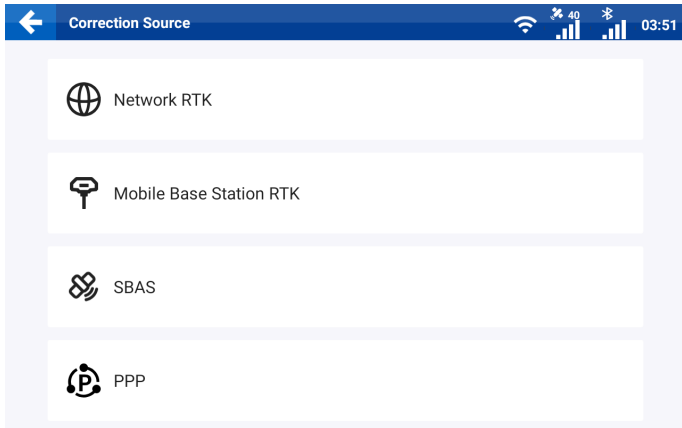 Correction Source
40
03:51
Network RTK
Mobile Base Station RTK
SBAS
PPP